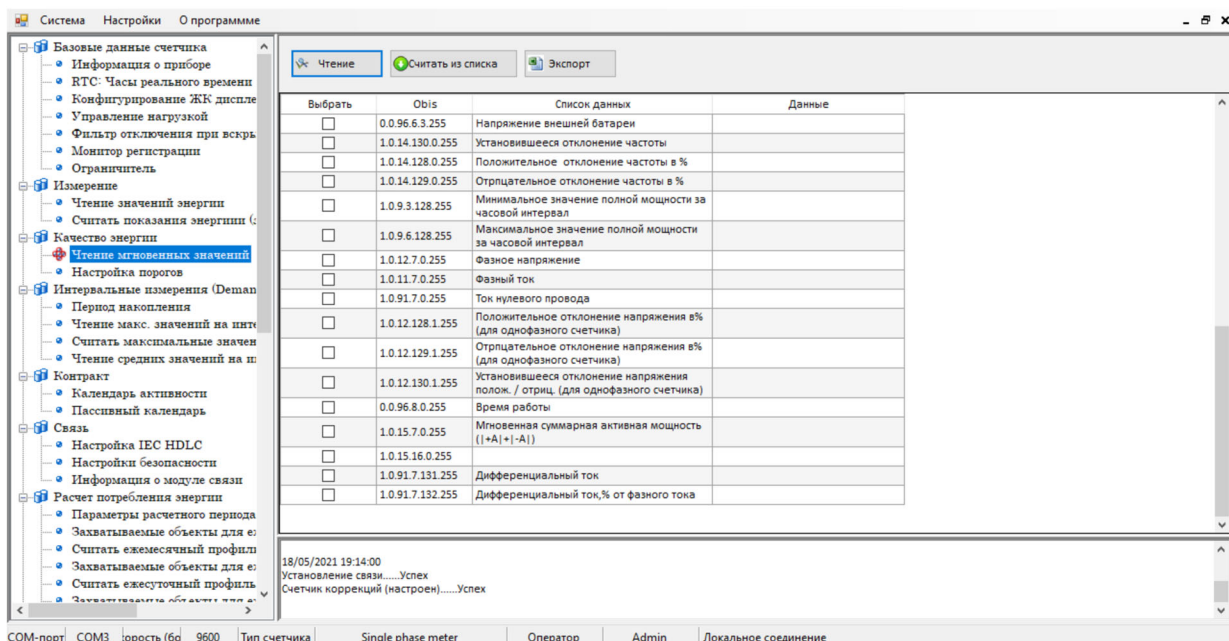 Система Настройки О программме
Базовые данные счетчика
Информация о приборе
RTC: Часы реального времени
Конфигурирование ЖК диспле
Управление нагрузкой
Фильтр отключения при вскры
Монитор регистрации
Ограничитель
Измерение
Чтение значений энергии
Считать показания энергиии (
Качество энергии
Чтение мгновенных значений
Настройка порогов
Интервальные измерения (Deman
Период накопления
Чтение макс. значений на инте
Считать максимальные значен
Чтение средних значений на
Контракт
Календарь активности
Пассивный календарь
Связь
Настройка IEC HDLC
Настройки безопасности
Информация о модуле связи
Расчет потребления энергии
Параметры расчетного периода
Захватываемые объекты для
Считать ежемесячный профил
Захватываемые объекты для
Считать ежесуточный профиль
Захватываемые объекты для
Чтение Считать из списка Экспорт
Выбрать Obis Список данных Данные
0.0.96.6.3.255 Напряжение внешней батареи
1.0.14.130.0.255 Установившееся отклонение частоты
1.0.14.128.0.255 Положительное отклонение частоты в %
1.0.14.129.0.255 Отрпцательное отклонение частоты в %
1.0.9.3.128.255 Минимальное значение полной мощности за
часовой интервал
1.0.9.6.128.255 Максимальное значение полной мощности
за часовой интервал
1.0.12.7.0.255 Фазное напряжение
1.0.11.7.0.255 Фазный ток
1.0.91.7.0.255 Ток нулевого провода
1.0.12.128.1.255 Положительное отклонение напряжения в%
(для однофазного счетчика)
1.0.12.129.1.255 Отрпцательное отклонение напряжения в%
(для однофазного счетчика)
1.0.12.130.1.255 Установившееся отклонение напряжения
полож. / отриц. (для однофазного счетчика)
0.0.96.8.0.255 Время работы
1.0.15.7.0.255 Мгновенная суммарная активная мощность
(|+A|+|-A|)
1.0.15.16.0.255
1.0.91.7.131.255 Дифференциальный ток
1.0.91.7.132.255 Дифференциальный ток,% от фазного тока
18/05/2021 19:14:00
Установление связи......Успех
Счетчик коррекций (настроен)......Успех
COM-порт COM3 корость (бо 9600 Тип счетчика Single phase meter Оператор Admin Локальное соединение